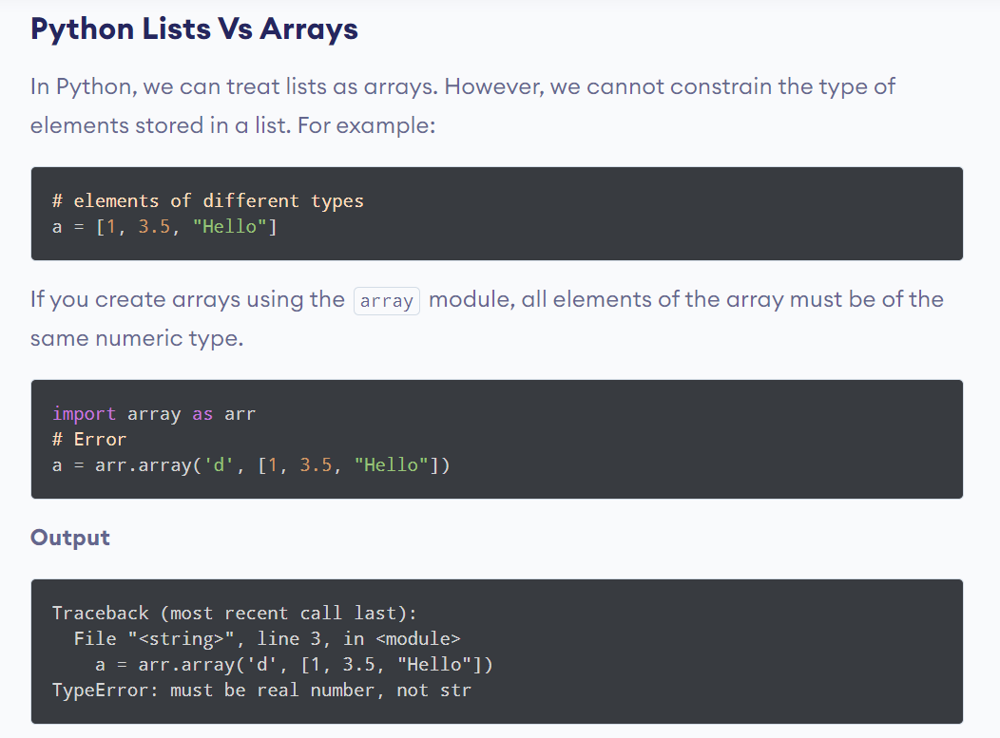 Python Lists Vs Arrays
In Python, we can treat lists as arrays. However, we cannot constrain the type of
elements stored in a list. For example:
# elements of different types
a = [1, 3.5, "Hello"]
If you create arrays using the array module, all elements of the array must be of the
same numeric type.
import array as arr
# Error
a = arr.array('d', [1, 3.5, "Hello"])
Output
Traceback (most recent call last):
  File "<string>", line 3, in <module>
    a = arr.array('d', [1, 3.5, "Hello"])
TypeError: must be real number, not str